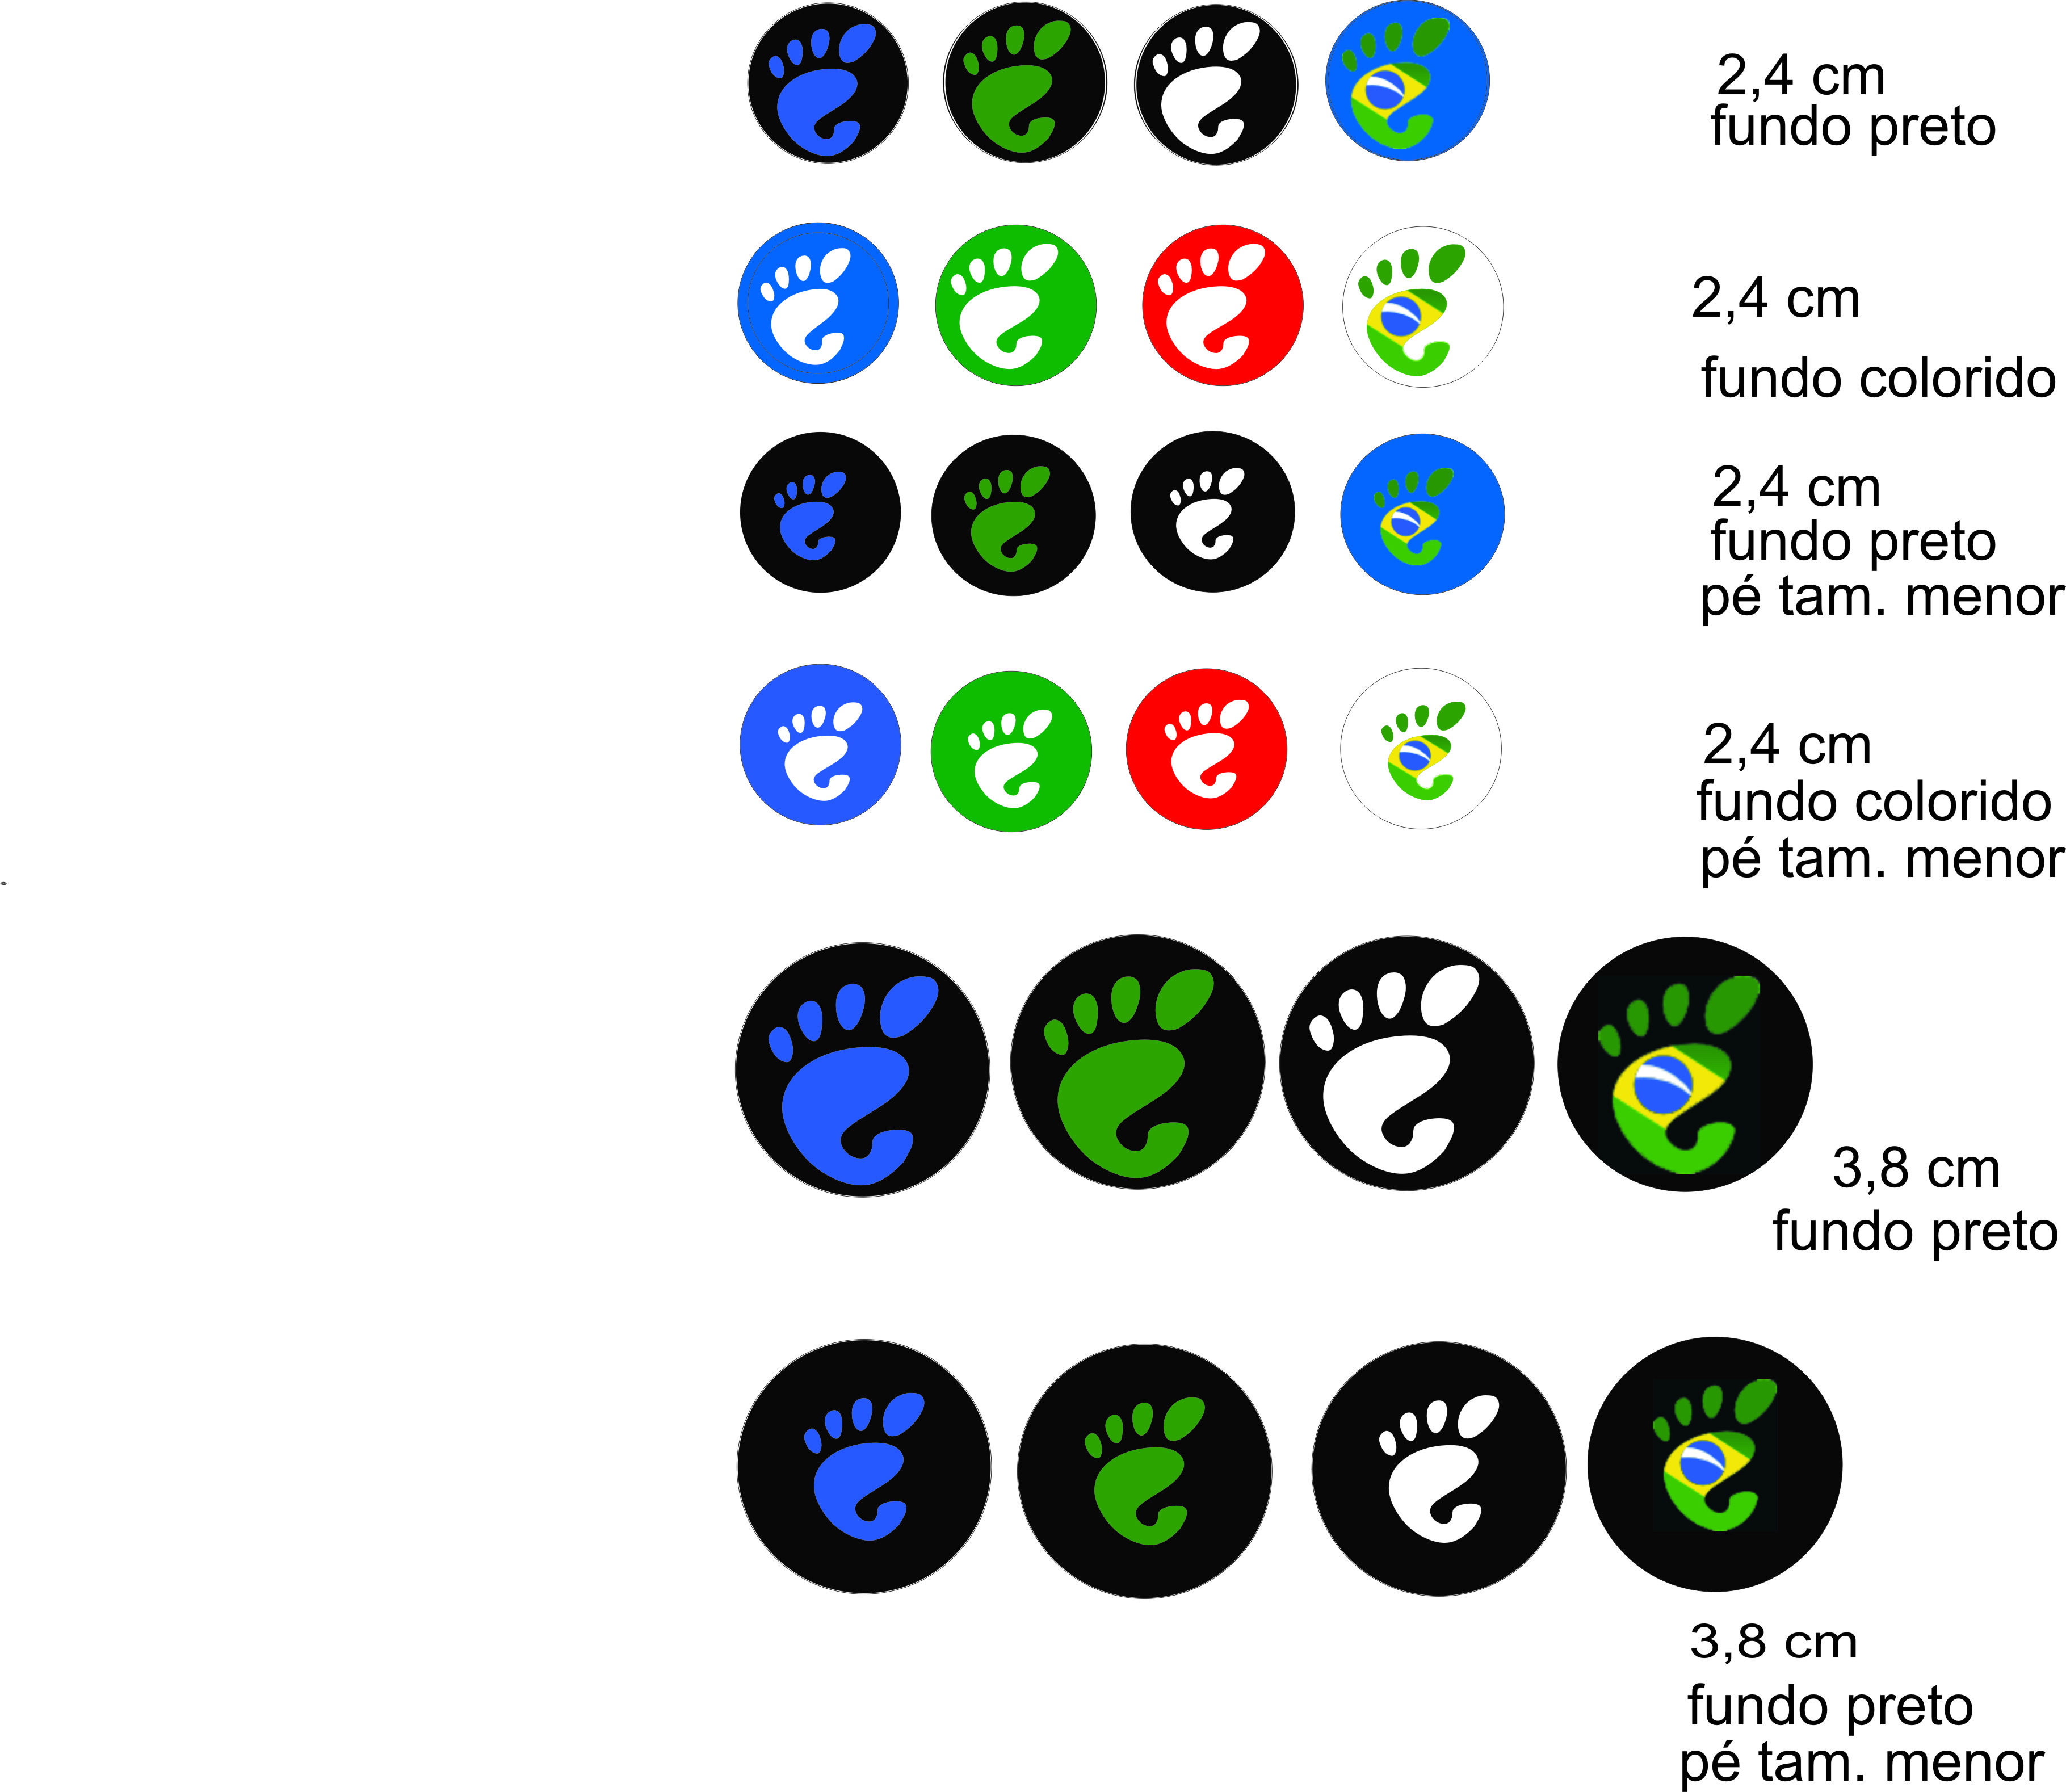 2,4 cm
fundo preto
2,4 cm
fundo colorido
2,4 cm
fundo preto
pé tam. menor
2,4 cm
fundo colorido
pé tam. menor
3,8 cm
fundo preto
3,8 cm
fundo preto
pé tam. menor